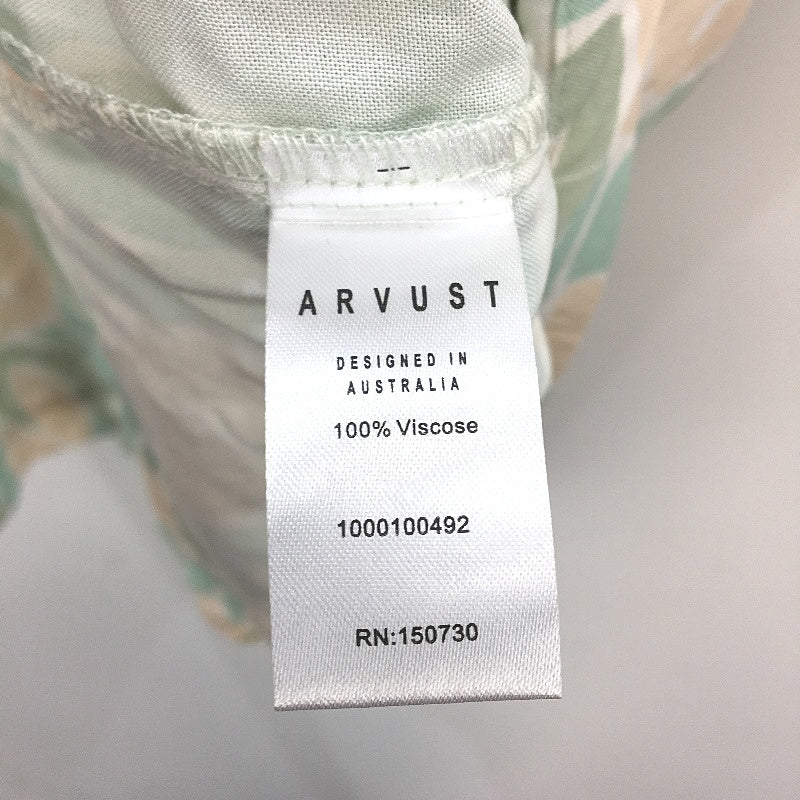 ARVUST
DESIGNED IN
AUSTRALIA
100% Viscose
1000100492
RN:150730